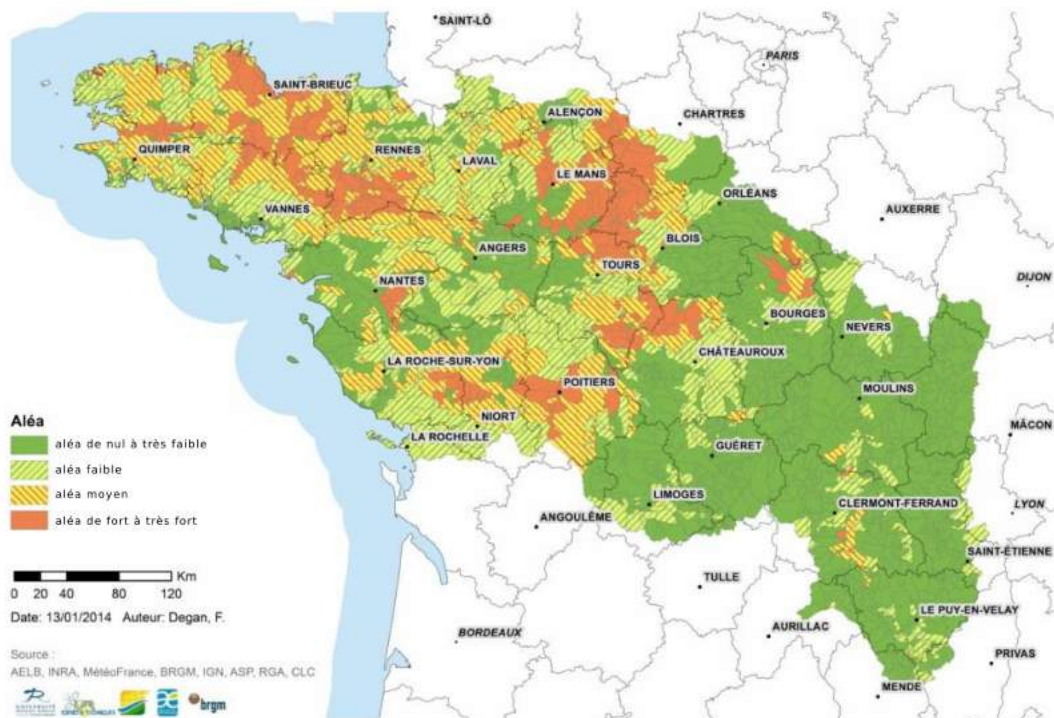 SAINT-LÔ
PARIS
SAINT-BRIEUC
ALENÇON
CHARTRES
QUIMPER
RENNES
LAVAL
LE MANS
ORLÉANS
VANNES
AUXERRE
ANGERS
BLOIS
TOURS
DIJON
NANTES
BOURGES
NEVERS
LA ROCHE-SUR-YON
CHÂTEAUROUX
POITIERS
MOULINS
NIORT
MÂCON
LA ROCHELLE
GUÉRET
LIMOGES
CLERMONT-FERRAND
LYON
ANGOULÊME
SAINT-ÉTIENNE
TULLE
LE PUY-EN-VELAY
BORDEAUX
AURILLAC
PRIVAS
MENDE
Aléa
aléa de nul à très faible
aléa faible
aléa moyen
aléa de fort à très fort
Km
0 20 40 80 120
Date: 13/01/2014 Auteur: Degan, F.
Source :
AELB, INRA, MétéoFrance, BRGM, IGN, ASP, RGA, CLC
brgm